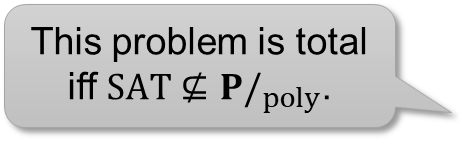 This problem is total
iff SAT ⊈ P/poly.